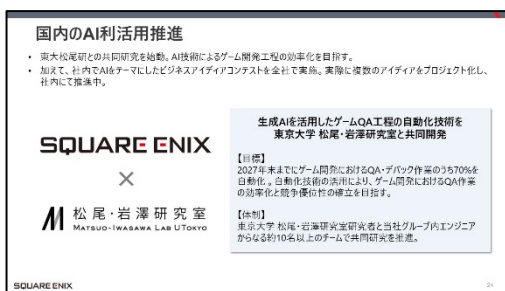 国内のAI利活用推進
• 東大松尾研との共同研究を始動。AI技術によるゲーム開発工程の効率化を目指す。
• 加えて、社内でAIをテーマにしたビジネスアイディアコンテストを全社で実施。実際に複数のアイディアをプロジェクト化し、
社内にて推進中。
SQUARE ENIX
×
松尾・岩澤研究室
MATSUO-IWASAWA LAB UTOKYO
生成AIを活用したゲームQA工程の自動化技術を
東京大学 松尾・岩澤研究室と共同開発
【目標】
2027年末までにゲーム開発におけるQA・デバック作業のうち70%を
自動化。自動化技術の活用により、ゲーム開発におけるQA作業
の効率化と競争優位性の確立を目指す。
【体制】
東京大学 松尾・岩澤研究室研究者と当社グループ内エンジニア
からなる約10名以上のチームで共同研究を推進。
SQUARE ENIX